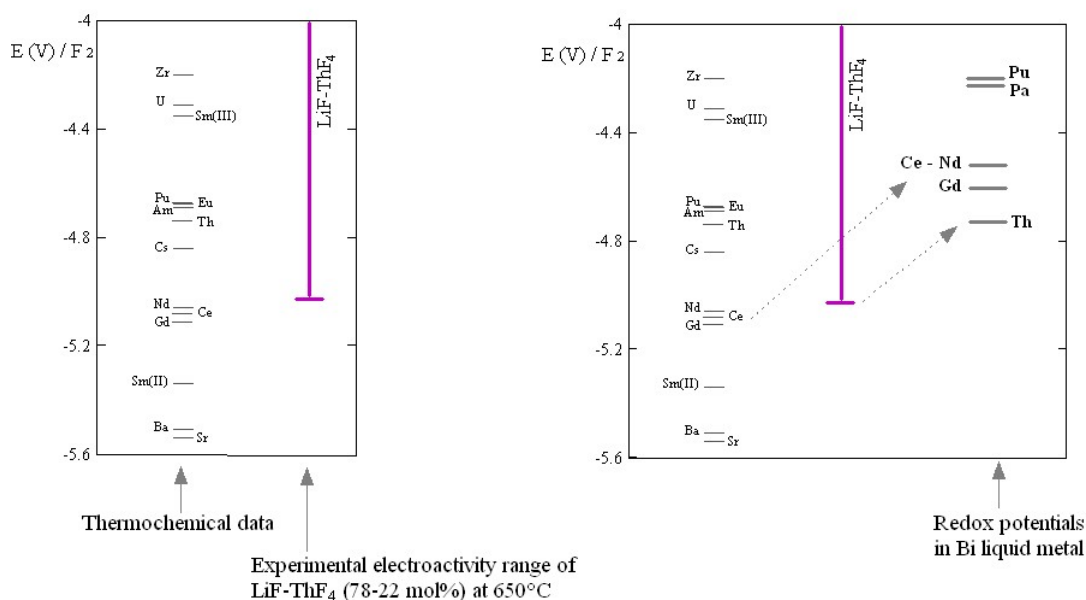 -4
E (V) / F 2
Zr
U
Sm(III)
-4.4
Pu
Eu
Am
Th
-4.8
Cs
Nd
Ce
Gd
-5.2
Sm(II)
Ba
Sr
-5.6
LiF-ThF4
Thermochemical data
Experimental electroactivity range of
LiF-ThF4 (78-22 mol%) at 650°C
-4
E (V) / F2
Zr
U
Sm(III)
-4.4
Pu
Eu
Am
Th
-4.8
Cs
Nd
Ce
Gd
-5.2
Sm(II)
Ba
Sr
-5.6
LiF-ThF4
Pu
Pa
Ce - Nd
Gd
Th
Redox potentials
in Bi liquid metal